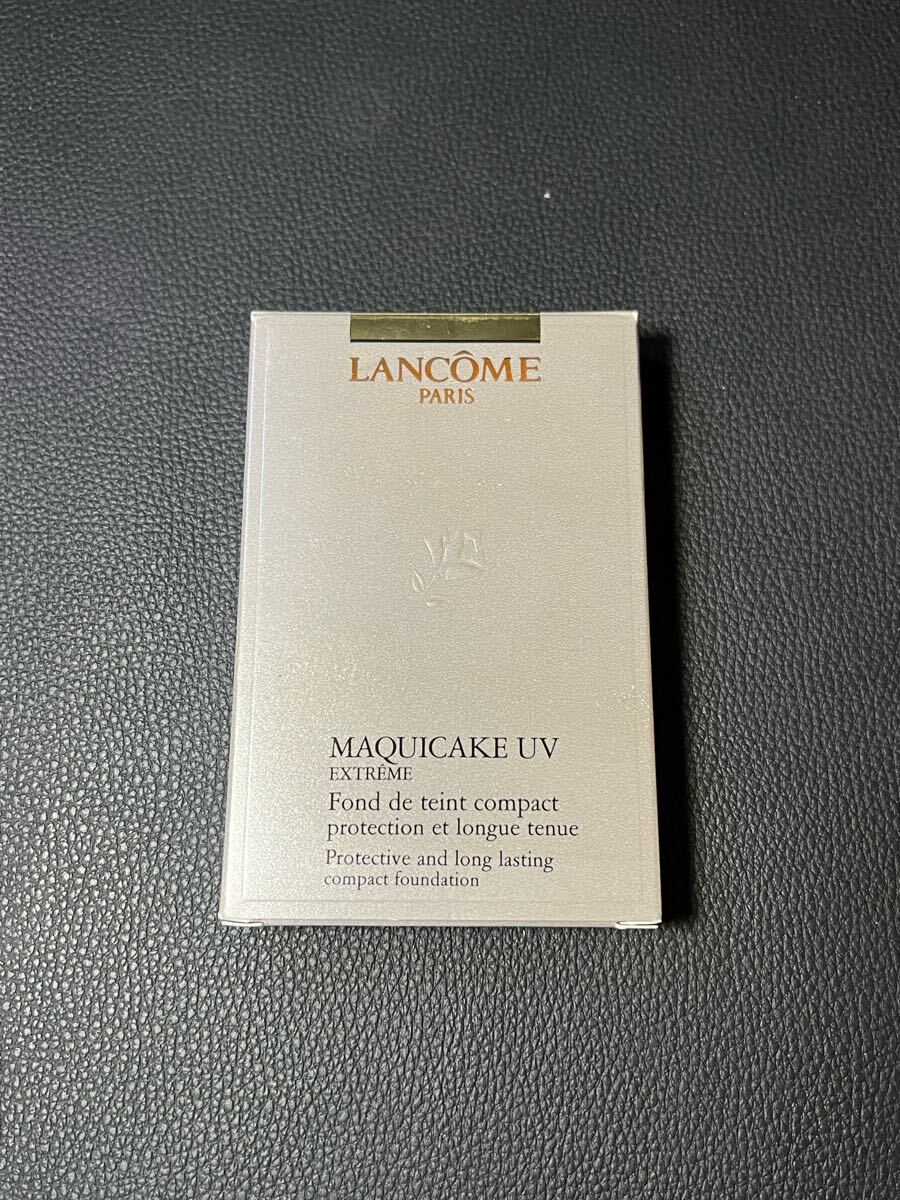 LANCÔME
PARIS
MAQUICAKE UV
EXTRÊME
Fond de teint compact
protection et longue tenue
Protective and long lasting
compact foundation